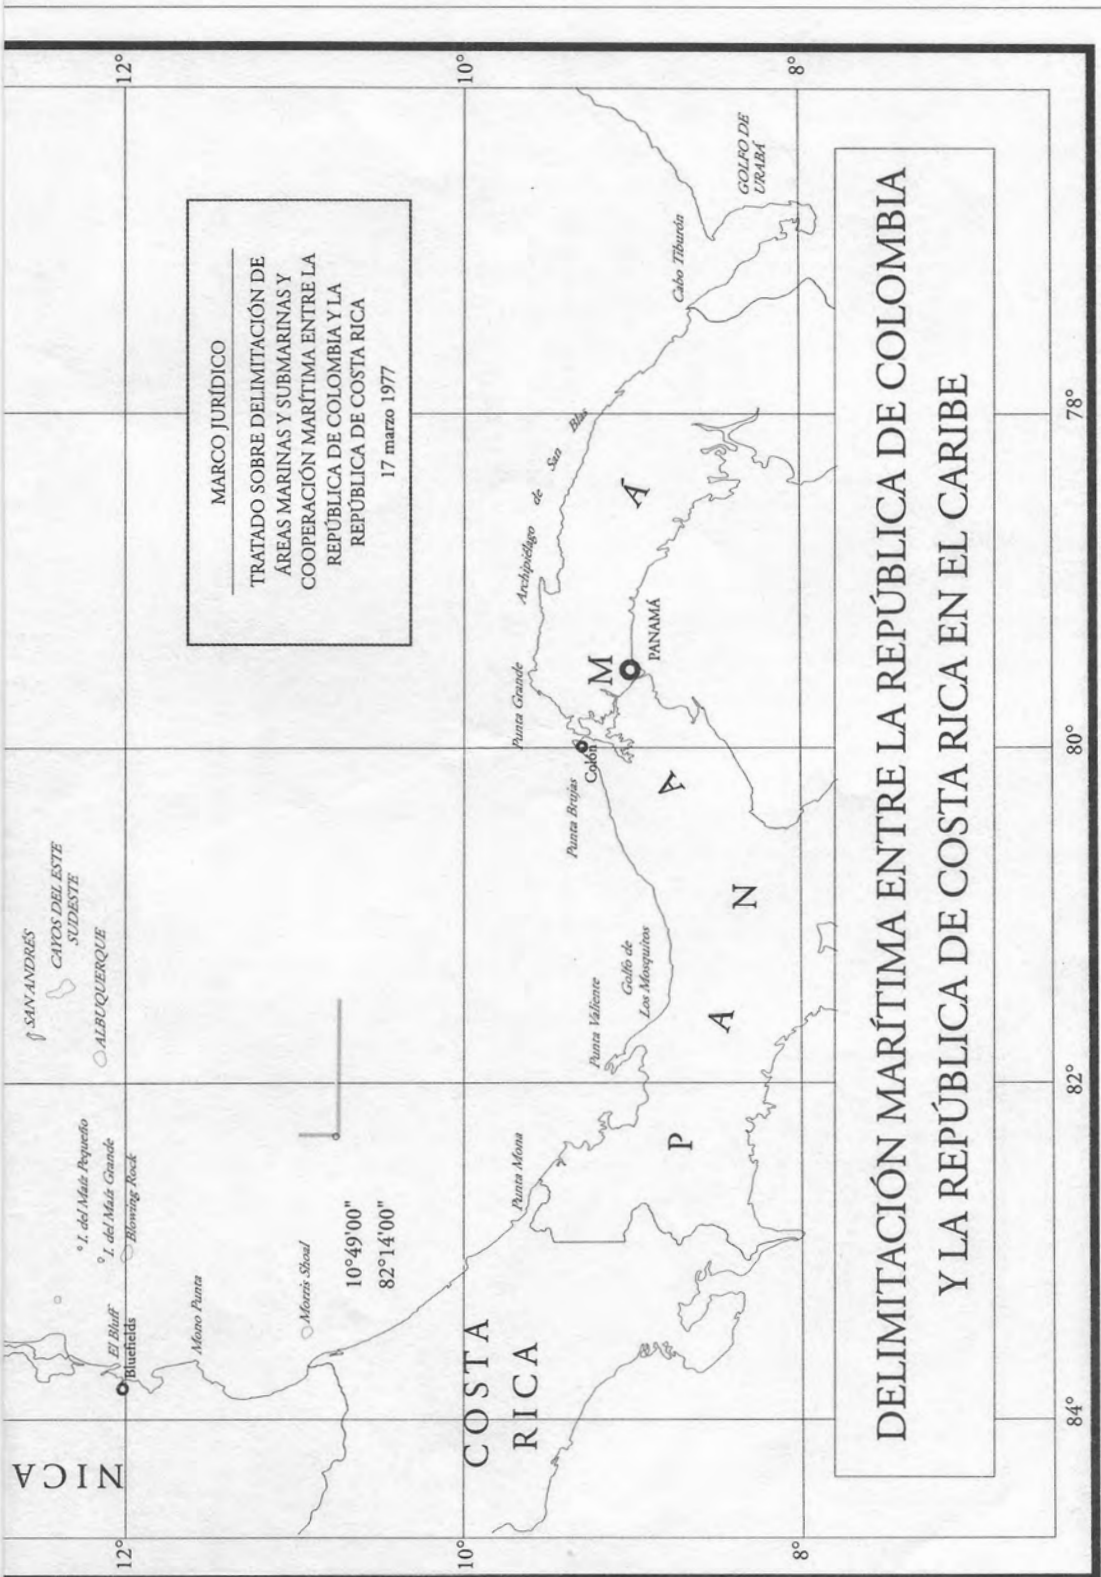 MARCO JURÍDICO
TRATADO SOBRE DELIMITACIÓN DE
ÁREAS MARINAS Y SUBMARINAS Y
COOPERACIÓN MARÍTIMA ENTRE LA
REPÚBLICA DE COLOMBIA Y LA
REPÚBLICA DE COSTA RICA
17 marzo 1977
12°
10°
8°
NICA
SAN ANDRÉS
CAYOS DEL ESTE
SUDESTE
ALBUQUERQUE
I. del Maíz Pequeño
I. del Maíz Grande
Blowing Rock
El Bluff
Bluefields
Mono Punta
Morris Shoal
10°49'00"
82°14'00"
COSTA
RICA
Punta Mona
Punta Valiente
Golfo de
Los Mosquitos
Punta Brujas
Colón
Punta Grande
Archipiélago de San Blas
Cabo Tiburón
GOLFO DE
URABÁ
PANAMÁ
PANAMÁ
12°
10°
8°
84°
82°
80°
78°
DELIMITACIÓN MARÍTIMA ENTRE LA REPÚBLICA DE COLOMBIA
Y LA REPÚBLICA DE COSTA RICA EN EL CARIBE